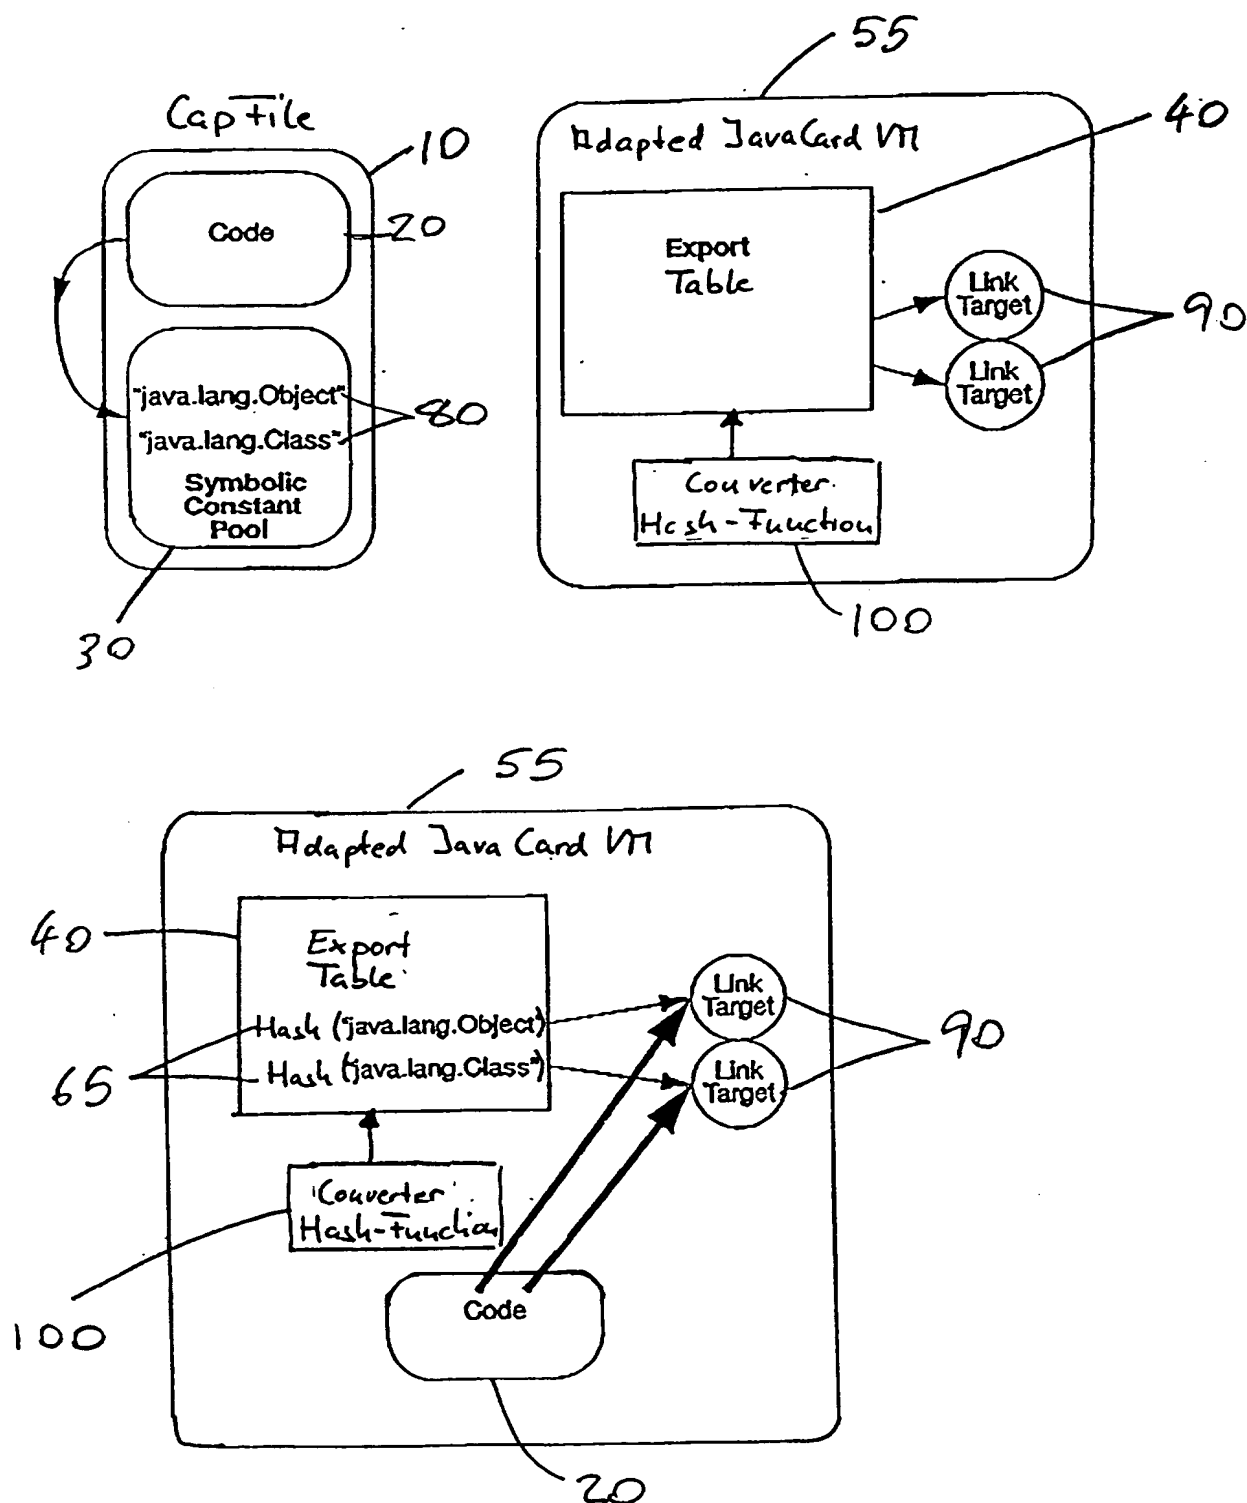 55
CapFile
10
Adapted JavaCard VM
40
Code
20
Export
Table
Link
Target
90
Link
Target
"java.lang.Object"
80
"java.lang.Class"
Symbolic
Constant
Pool
Converter
Hash-Function
30
100
55
Adapted Java Card VM
40
Export
Table
Link
Target
Hash ("java.lang.Object)
90
65
Hash ("java.lang.Class")
Link
Target
Converter
Hash-Function
Code
100
20